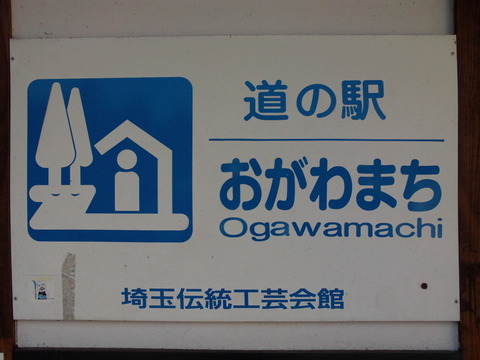 道の駅
おがわまち
Ogawamachi
埼玉伝統工芸会館